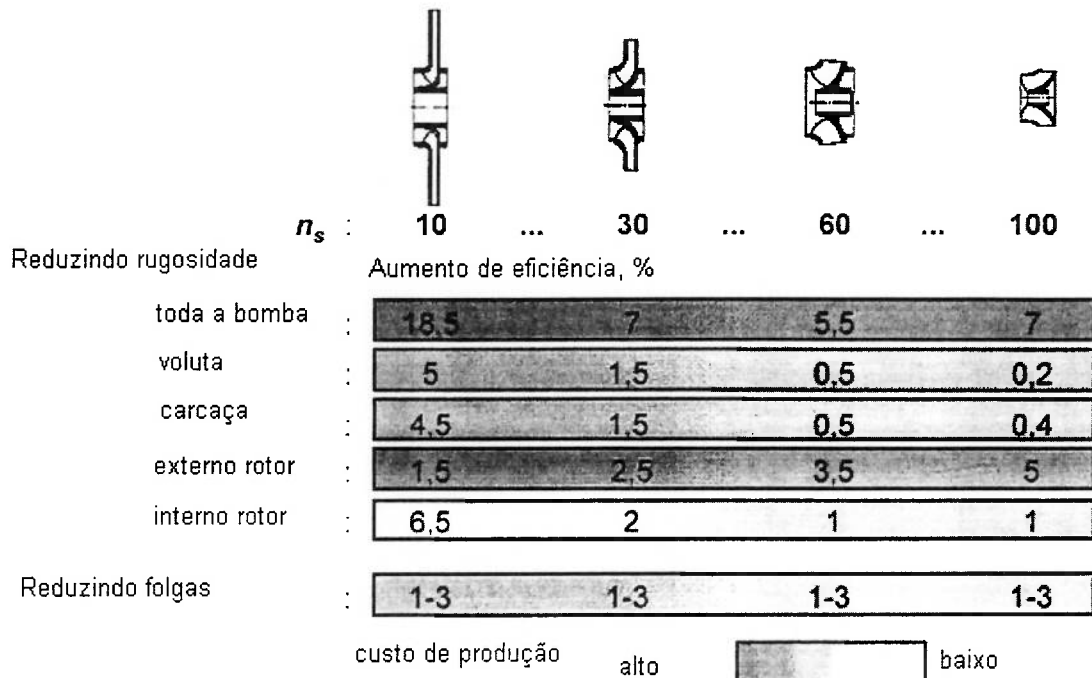 n_s : 10 ... 30 ... 60 ... 100
Reduzindo rugosidade Aumento de eficiência, %
toda a bomba : 18,5 7 5,5 7
voluta : 5 1,5 0,5 0,2
carcaça : 4,5 1,5 0,5 0,4
externo rotor : 1,5 2,5 3,5 5
interno rotor : 6,5 2 1 1
Reduzindo folgas : 1-3 1-3 1-3 1-3
custo de produção alto baixo